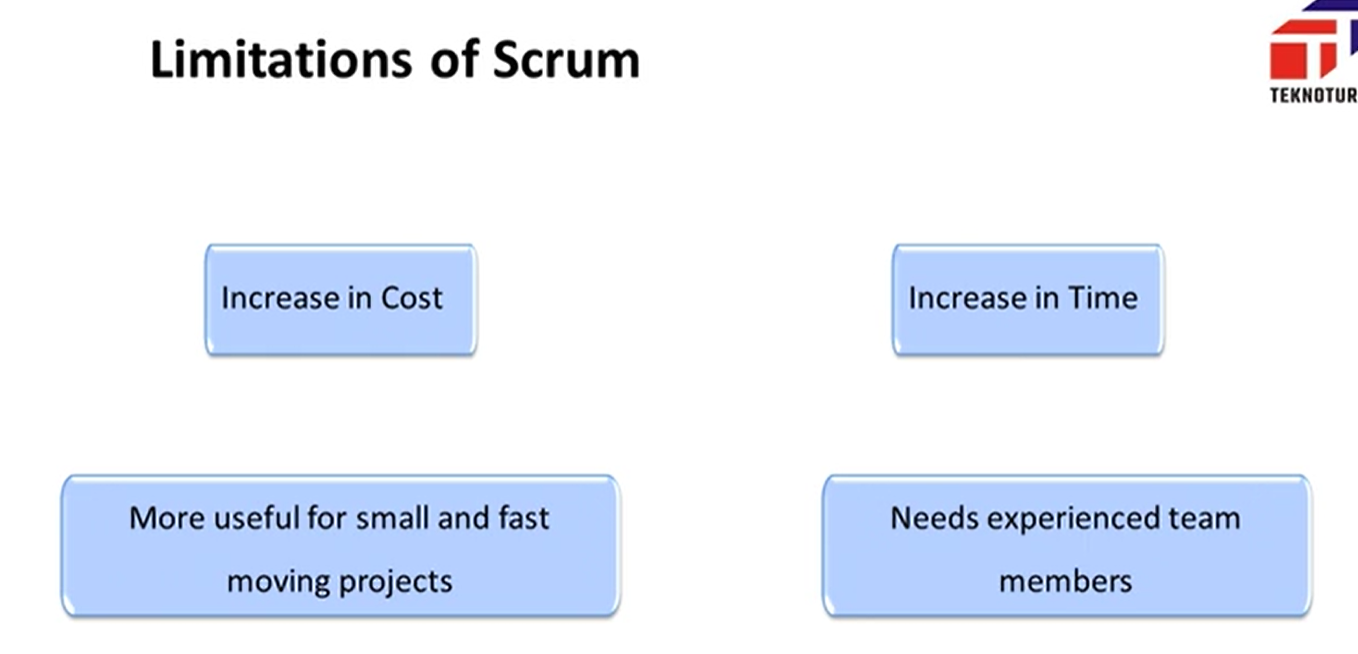 Limitations of Scrum
TEKNOTUR
Increase in Cost
Increase in Time
More useful for small and fast
moving projects
Needs experienced team
members